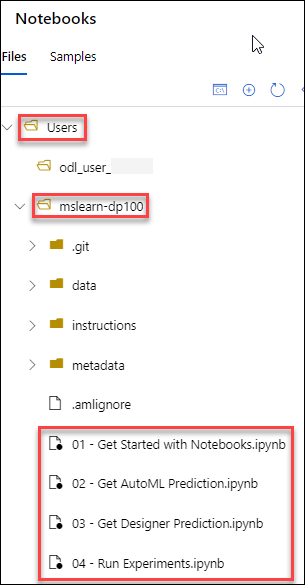 Notebooks
Files Samples
Users
odl_user_
mslearn-dp100
.git
data
instructions
metadata
.amlignore
01 - Get Started with Notebooks.ipynb
02 - Get AutoML Prediction.ipynb
03 - Get Designer Prediction.ipynb
04 - Run Experiments.ipynb